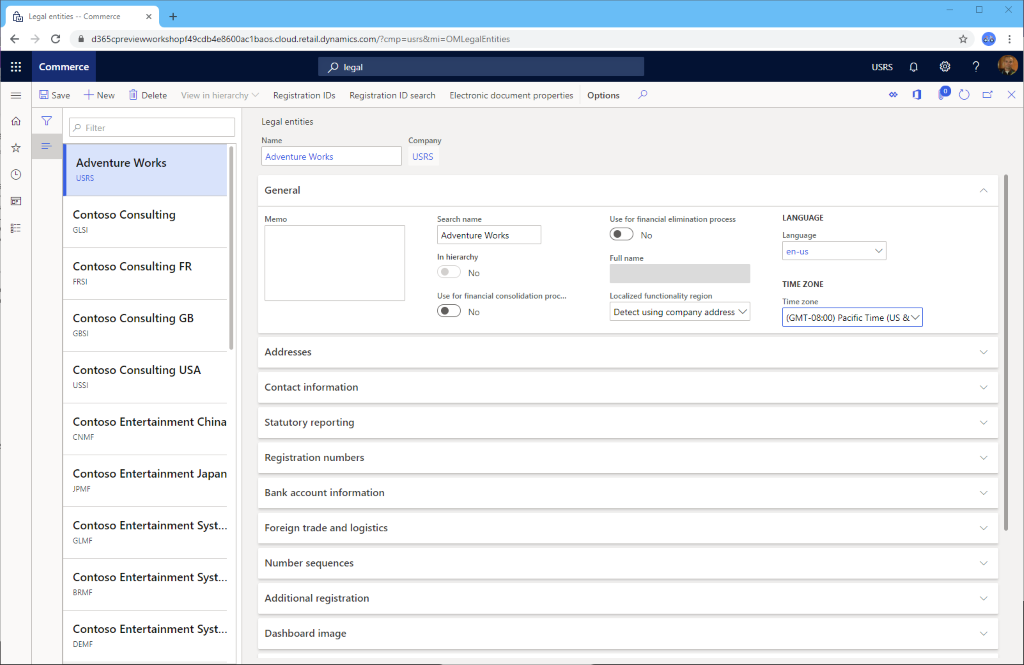 Legal entities -- Commerce
d365cpreviewworkshopf49cdb4e8600ac1baos.cloud.retail.dynamics.com/?cmp=usrs&mi=OMLegalEntities
Commerce
legal
USRS
?
Save
New
Delete
View in hierarchy
Registration IDs
Registration ID search
Electronic document properties
Options
0
Filter
Adventure Works
USRS
Contoso Consulting
GLSI
Contoso Consulting FR
FRSI
Contoso Consulting GB
GBSI
Contoso Consulting USA
USSI
Contoso Entertainment China
CNMF
Contoso Entertainment Japan
JPMF
Contoso Entertainment Syst...
GLMF
Contoso Entertainment Syst...
BRMF
Contoso Entertainment Syst...
DEMF
Legal entities
Name
Company
Adventure Works
USRS
General
Memo
Search name
Adventure Works
In hierarchy
No
Use for financial consolidation proc...
No
Use for financial elimination process
No
Full name
Localized functionality region
Detect using company address
LANGUAGE
Language
en-us
TIME ZONE
Time zone
(GMT-08:00) Pacific Time (US &
Addresses
Contact information
Statutory reporting
Registration numbers
Bank account information
Foreign trade and logistics
Number sequences
Additional registration
Dashboard image